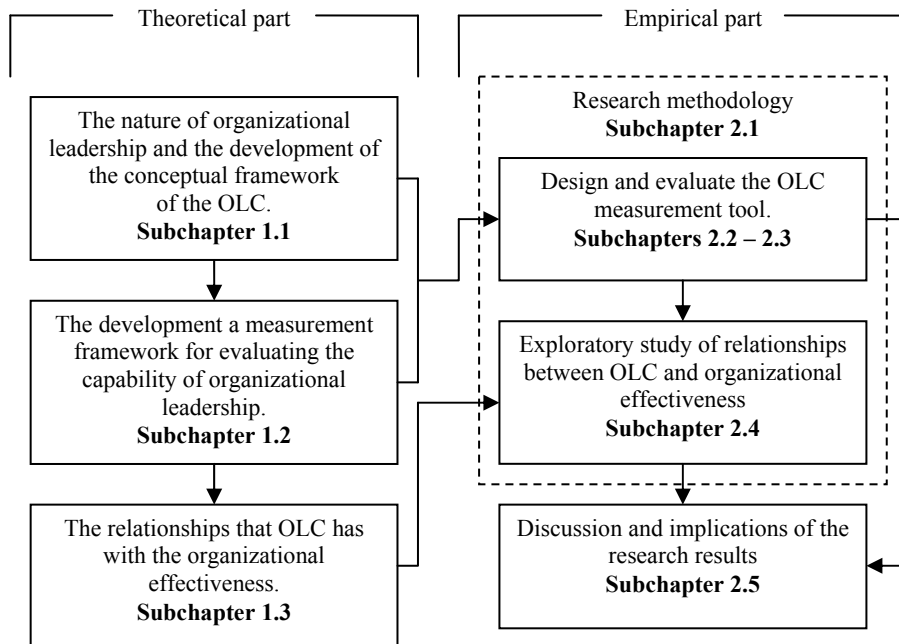 Theoretical part
The nature of organizational
leadership and the development of
the conceptual framework
of the OLC.
Subchapter 1.1
The development a measurement
framework for evaluating the
capability of organizational
leadership.
Subchapter 1.2
The relationships that OLC has
with the organizational
effectiveness.
Subchapter 1.3
Empirical part
Research methodology
Subchapter 2.1
Design and evaluate the OLC
measurement tool.
Subchapters 2.2 – 2.3
Exploratory study of relationships
between OLC and organizational
effectiveness
Subchapter 2.4
Discussion and implications of the
research results
Subchapter 2.5